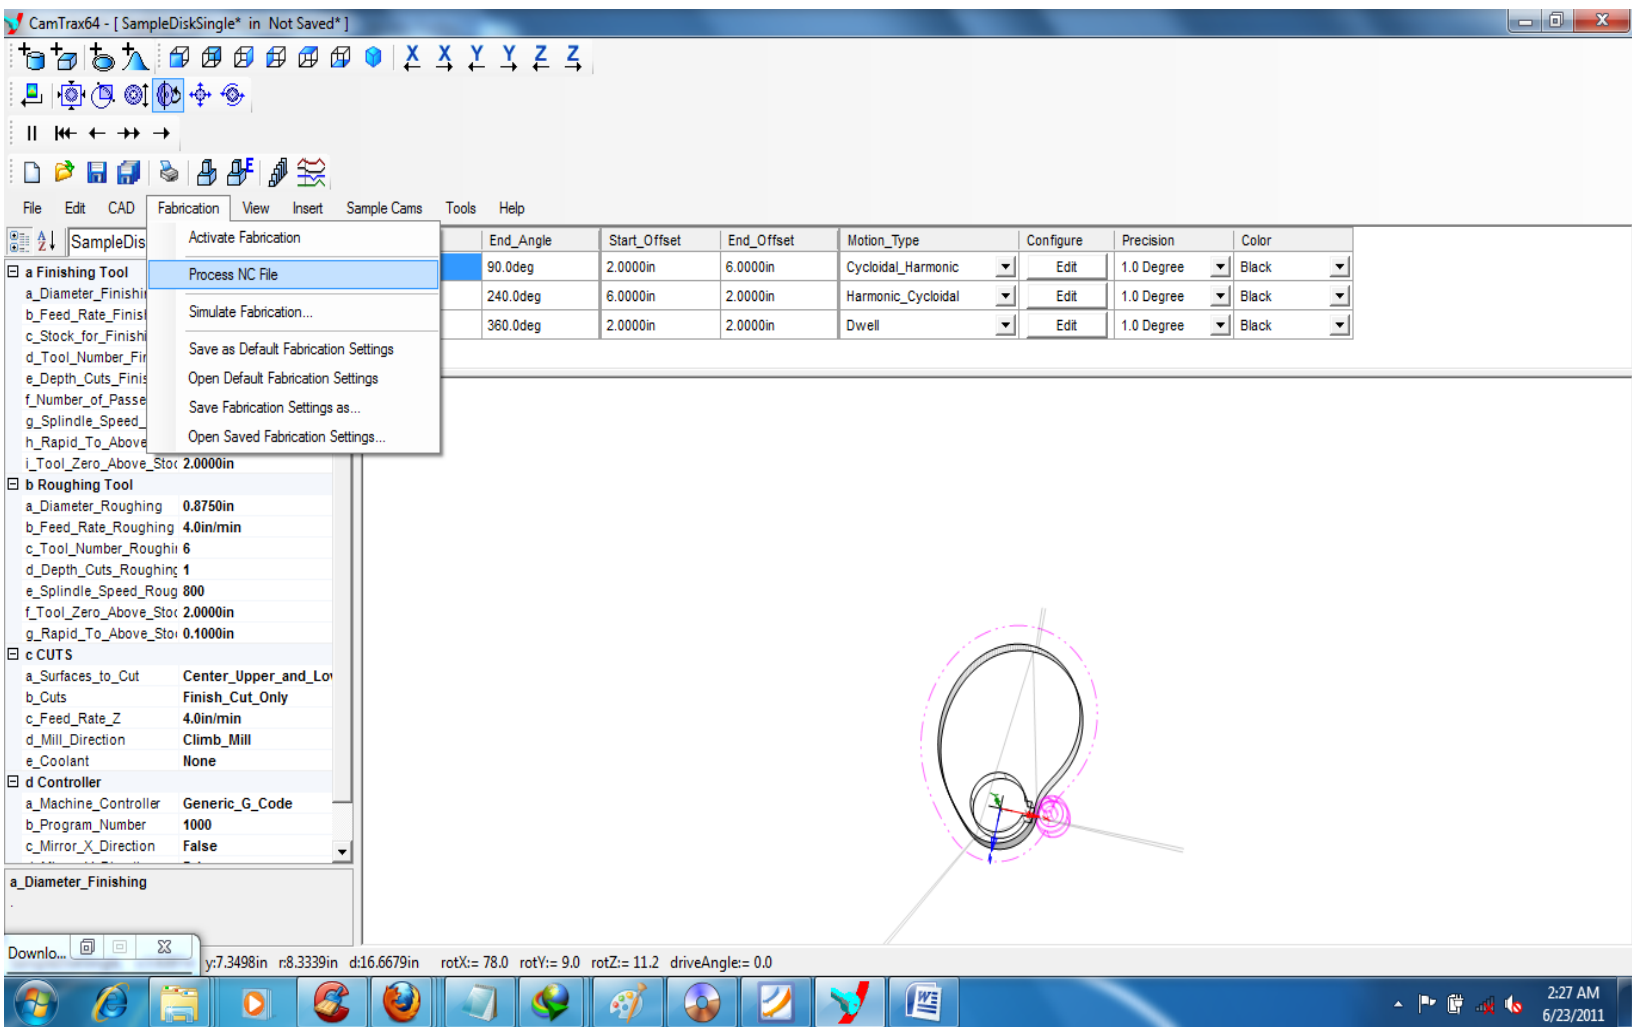 CamTrax64 - [ SampleDiskSingle* in Not Saved* ]
X X Y Y Z Z
E
File Edit CAD Fabrication View Insert Sample Cams Tools Help
A Z SampleDis
Activate Fabrication
Process NC File
Simulate Fabrication...
Save as Default Fabrication Settings
Open Default Fabrication Settings
Save Fabrication Settings as...
Open Saved Fabrication Settings...
End_Angle Start_Offset End_Offset Motion_Type Configure Precision Color
90.0deg 2.0000in 6.0000in Cycloidal_Harmonic Edit 1.0 Degree Black
240.0deg 6.0000in 2.0000in Harmonic_Cycloidal Edit 1.0 Degree Black
360.0deg 2.0000in 2.0000in Dwell Edit 1.0 Degree Black
a Finishing Tool
a_Diameter_Finishi
b_Feed_Rate_Finisl
c_Stock_for_Finishi
d_Tool_Number_Fir
e_Depth_Cuts_Finis
f_Number_of_Passe
g_Splindle_Speed_
h_Rapid_To_Above
i_Tool_Zero_Above_Stoc 2.0000in
b Roughing Tool
a_Diameter_Roughing 0.8750in
b_Feed_Rate_Roughing 4.0in/min
c_Tool_Number_Roughi 6
d_Depth_Cuts_Roughing 1
e_Splindle_Speed_Roug 800
f_Tool_Zero_Above_Stoc 2.0000in
g_Rapid_To_Above_Sto 0.1000in
c CUTS
a_Surfaces_to_Cut Center_Upper_and_Lo
b_Cuts Finish_Cut_Only
c_Feed_Rate_Z 4.0in/min
d_Mill_Direction Climb_Mill
e_Coolant None
d Controller
a_Machine_Controller Generic_G_Code
b_Program_Number 1000
c_Mirror_X_Direction False
a_Diameter_Finishing
.
Downlo...
y:7.3498in r:8.3339in d:16.6679in rotX:= 78.0 rotY:= 9.0 rotZ:= 11.2 driveAngle:= 0.0
2:27 AM
6/23/2011